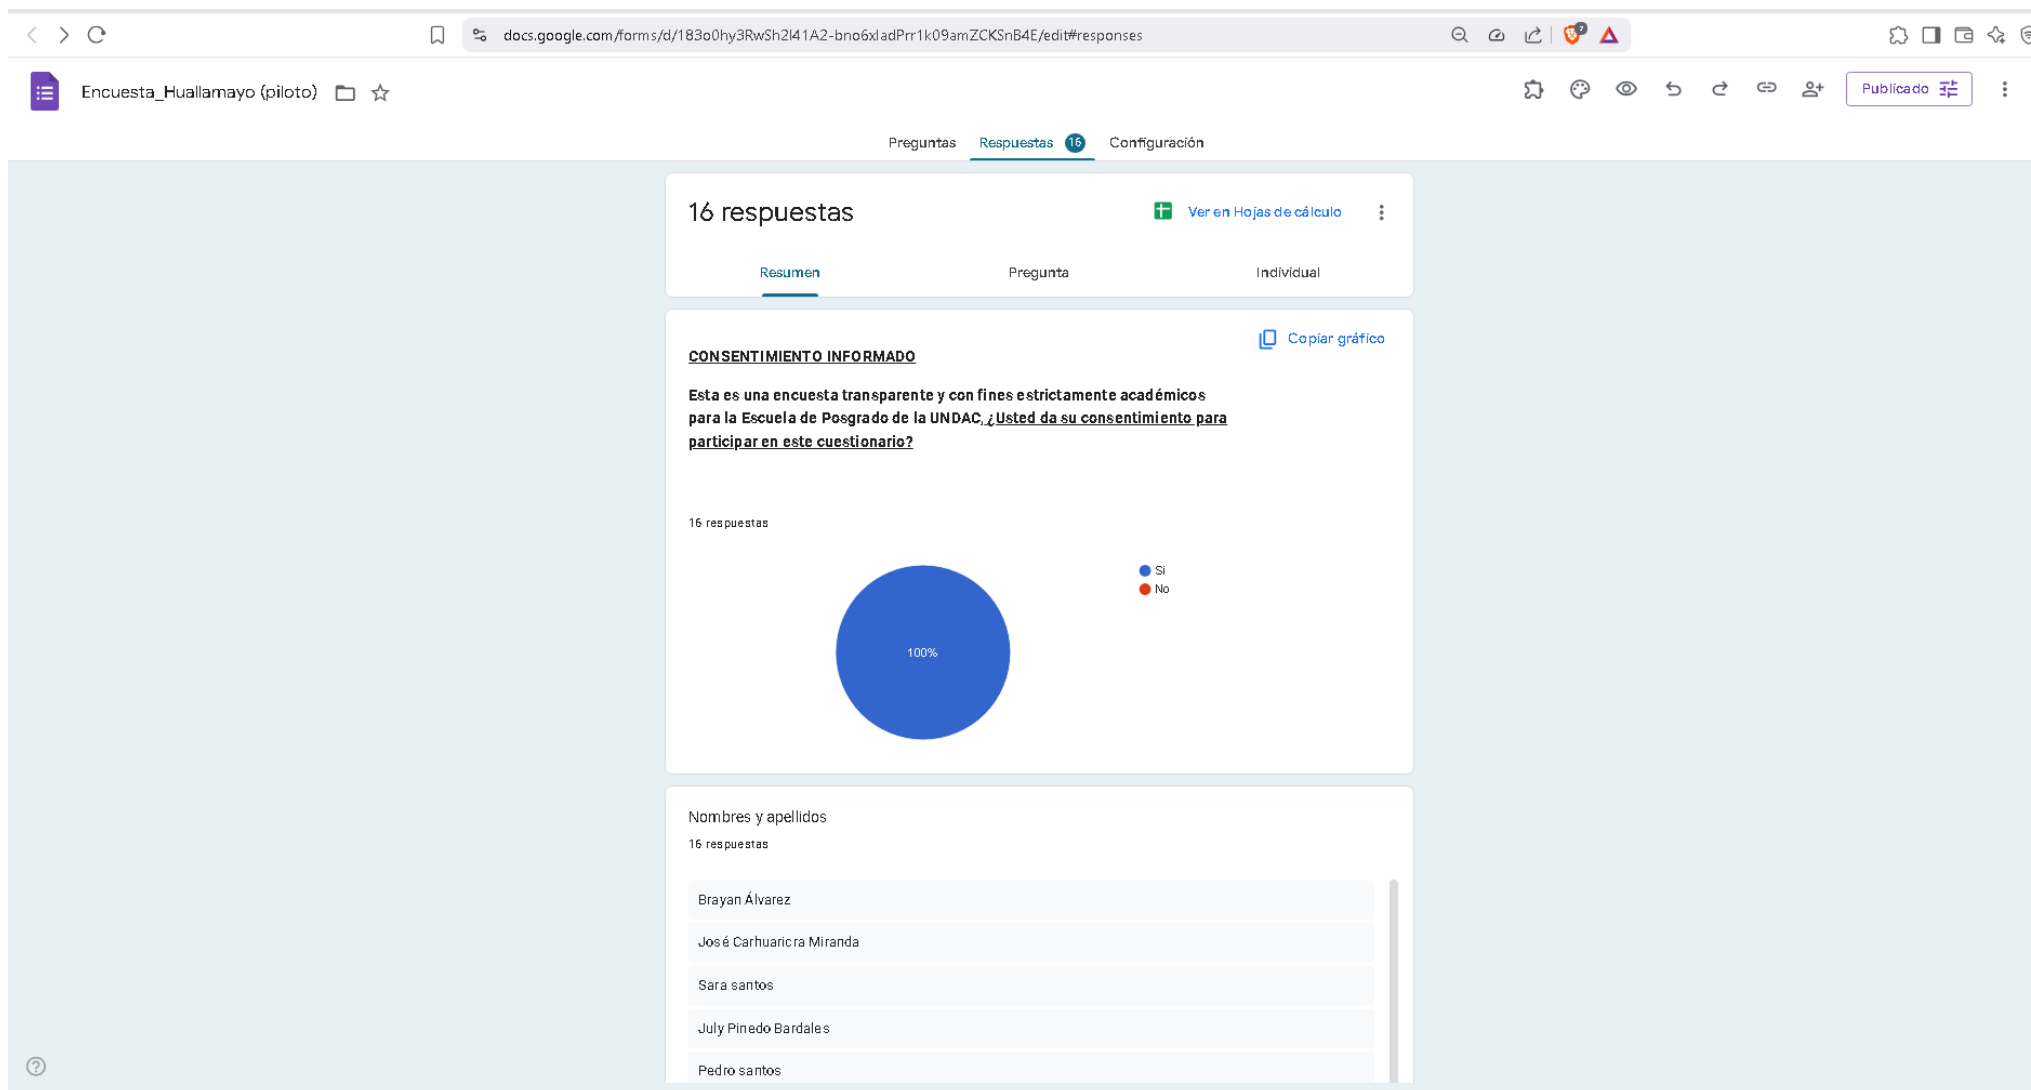 docs.google.com/forms/d/183o0hy3RwSh2I41A2-bno6xladPrr1k09amZCKSnB4E/edit#responses
Encuesta_Huallamayo (piloto)
Publicado
Preguntas Respuestas 16 Configuración
16 respuestas
Ver en Hojas de cálculo
Resumen Pregunta Individual
Copiar gráfico
CONSENTIMIENTO INFORMADO
Esta es una encuesta transparente y con fines estrictamente académicos
para la Escuela de Posgrado de la UNDAC, ¿Usted da su consentimiento para
participar en este cuestionario?
16 respuestas
Si
No
100%
Nombres y apellidos
16 respuestas
Brayan Álvarez
José Carhuaricra Miranda
Sara santos
July Pinedo Bardales
Pedro santos